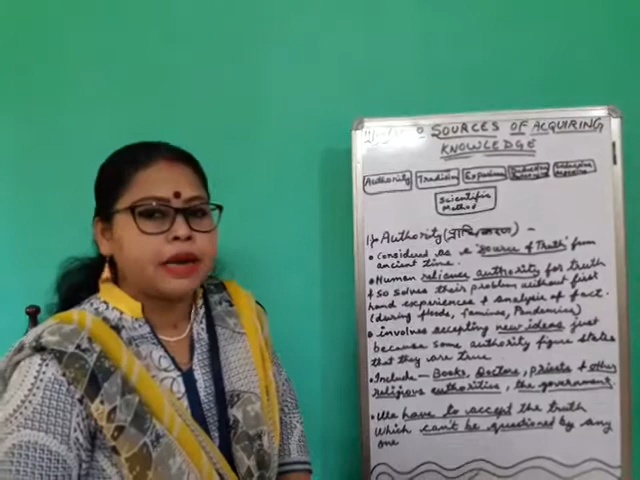 SOURCES OF ACQUIRING
KNOWLEDGE
Authority Tradition Experience
Scientific
Method
1) Authority (प्राधिकरण) -
• Considered as a 'Source of Truth' from
ancient time.
• Human authority for truth
& so solves their problem without first
hand experiences & analysis of fact.
(during floods, famines, Pandemics)
• involves accepting new ideas just
because some authority figure states
that they are true.
• Include - Books, Doctors, priests & other
religious authorities, the government.
• We have to accept the truth
which can't be questioned by any
one